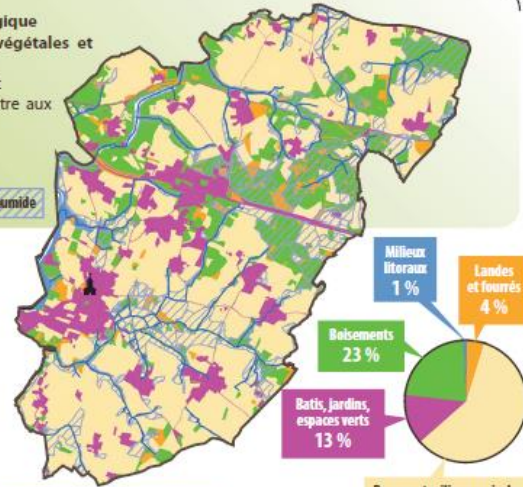 gique
végétales et
tre aux
umide
Milieux
litoraux
1 %
Landes
et fourrés
4 %
Boisements
23 %
Batis, jardins,
espaces verts
13 %